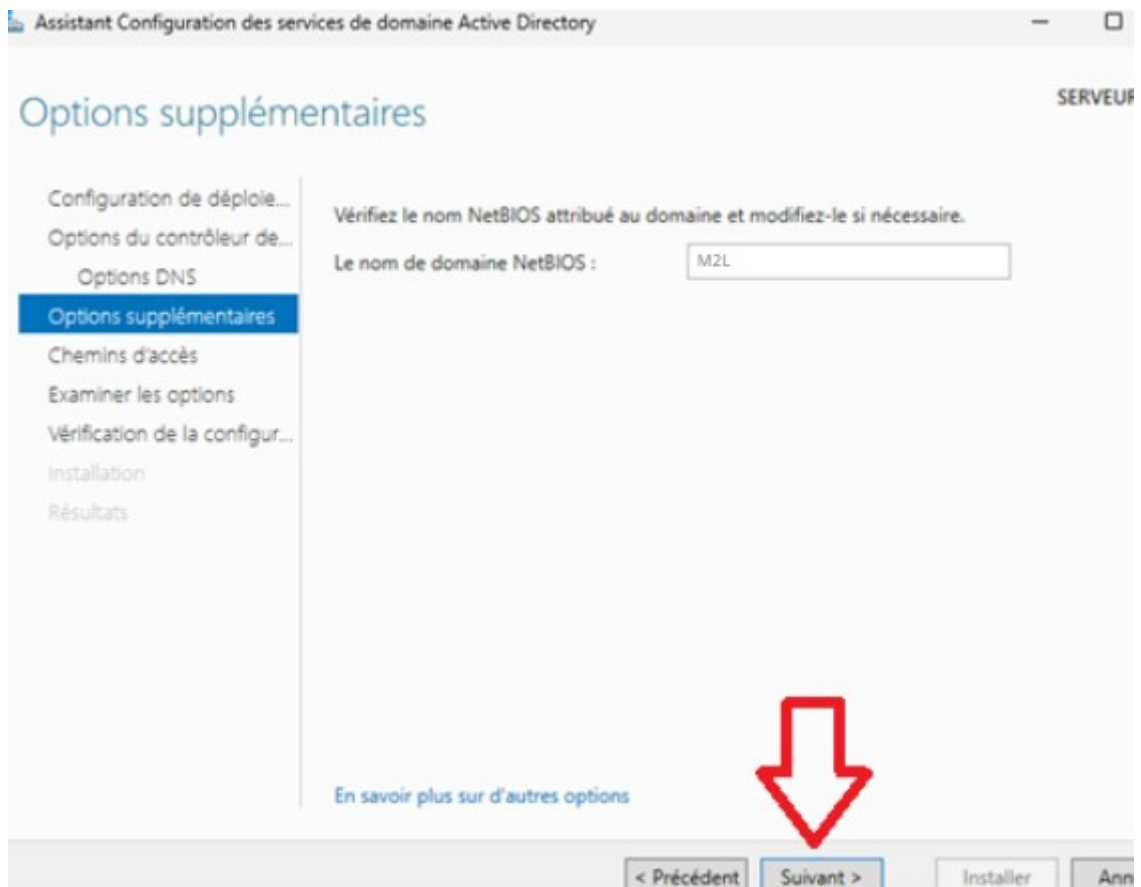 Assistant Configuration des services de domaine Active Directory
Options supplémentaires
SERVEUR
Configuration de déploie...
Options du contrôleur de...
Options DNS
Options supplémentaires
Chemins d'accès
Examiner les options
Vérification de la configur...
Installation
Résultats
Vérifiez le nom NetBIOS attribué au domaine et modifiez-le si nécessaire.
Le nom de domaine NetBIOS : M2L
En savoir plus sur d'autres options
< Précédent Suivant > Installer Ann